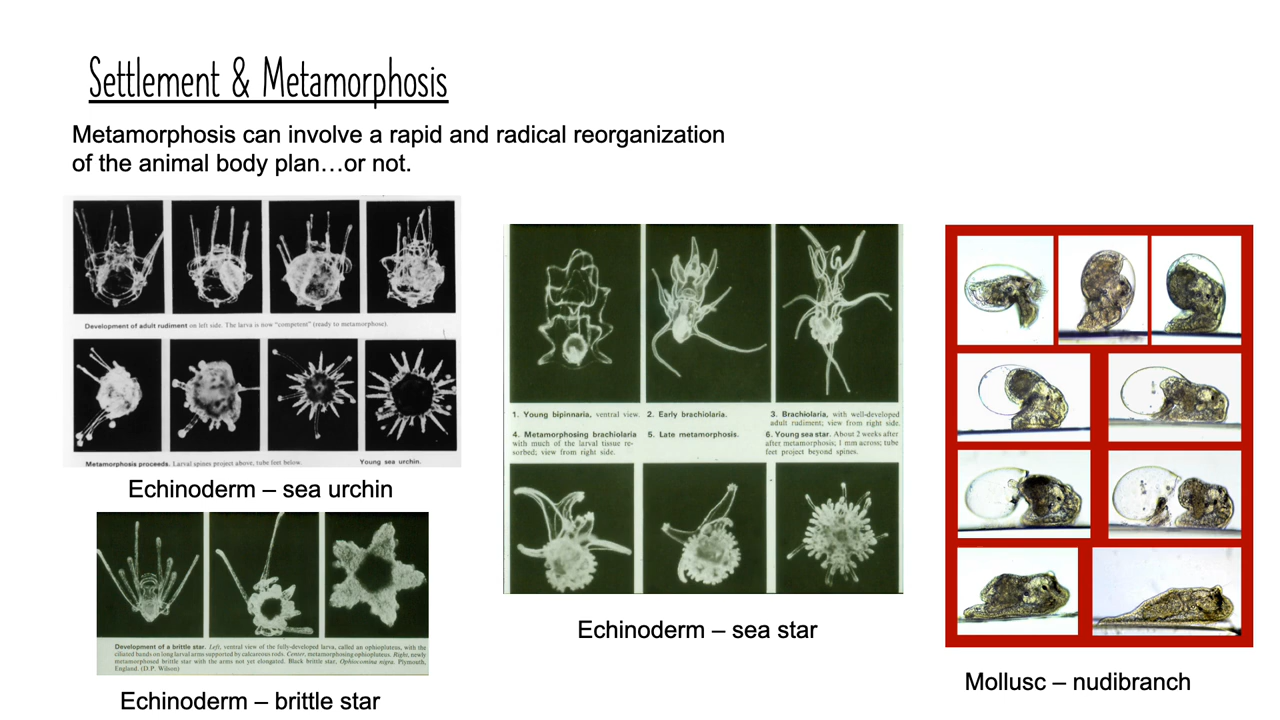 Settlement & Metamorphosis
Metamorphosis can involve a rapid and radical reorganization
of the animal body plan…or not.
Development of adult rudiment on left side. The larva is now "competent" (ready to metamorphose).
Metamorphosis proceeds. Larval spines project above, tube feet below.
Young sea urchin.
Echinoderm – sea urchin
Development of a brittle star. Left, ventral view of the fully-developed larva, called an ophiopluteus, with the
ciliated bands on long larval arms supported by calcareous rods. Center, metamorphosing ophiopluteus. Right, newly
metamorphosed brittle star with the arms not yet elongated. Black brittle star, Ophiocomina nigra. Plymouth,
England. (D.P. Wilson)
Echinoderm – brittle star
1. Young bipinnaria, ventral view.
2. Early brachiolaria.
3. Brachiolaria, with well-developed
adult rudiment; view from right side.
4. Metamorphosing brachiolaria
with much of the larval tissue re-
sorbed; view from right side.
5. Late metamorphosis.
6. Young sea star. About 2 weeks after
after metamorphosis; 1 mm across; tube
feet project beyond spines.
Echinoderm – sea star
Mollusc – nudibranch